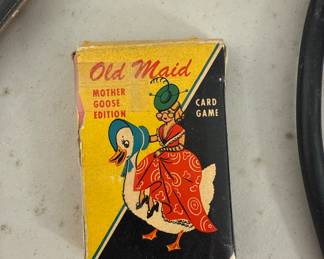 Old Maid
MOTHER
GOOSE
EDITION
CARD
GAME